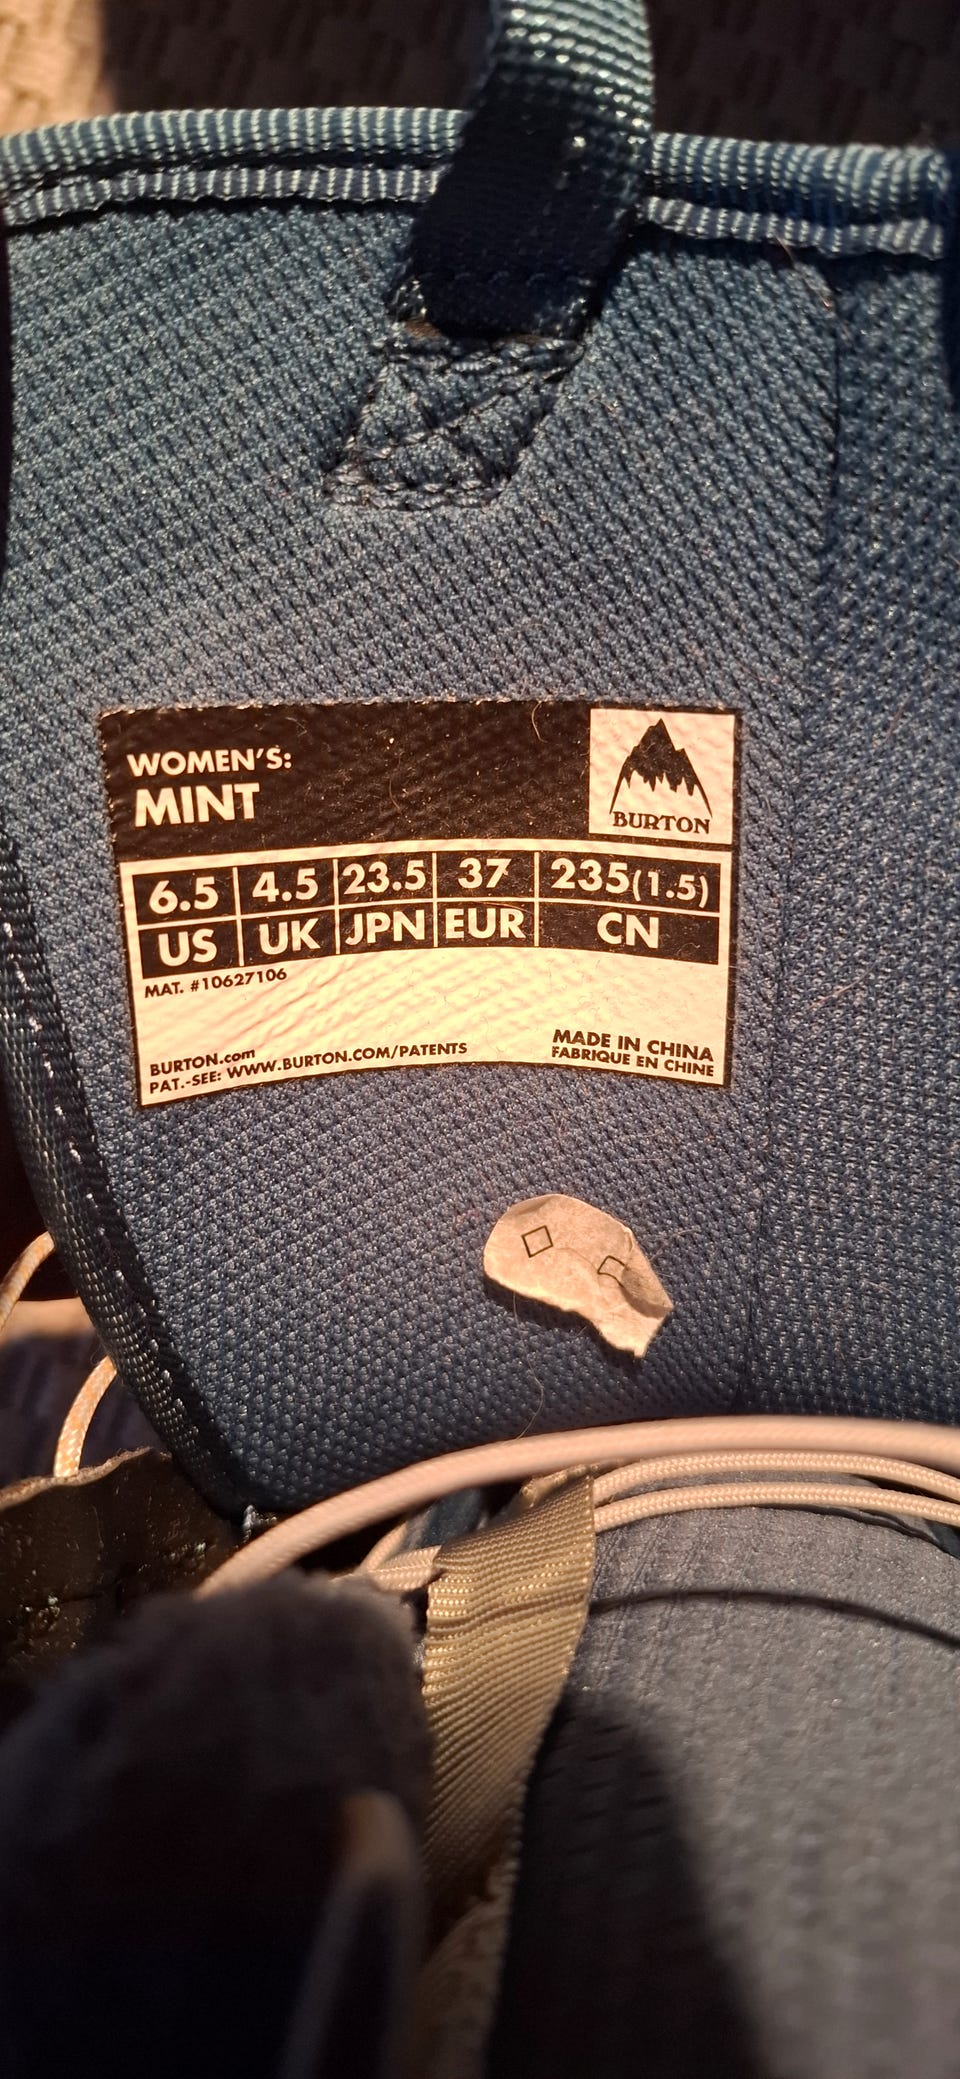 WOMEN'S:
MINT
BURTON
6.5 4.5 23.5 37 235(1.5)
US UK JPN EUR CN
MAT. #10627106
BURTON.com
PAT.-SEE: WWW.BURTON.COM/PATENTS
MADE IN CHINA
FABRIQUE EN CHINE